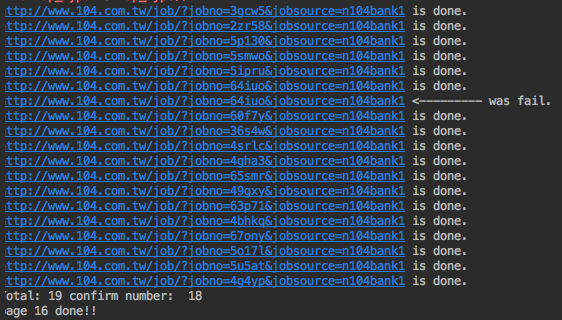 ttp://www.104.com.tw/job/?jobno=3gcw5&jobsource=n104bank1 is done.
ttp://www.104.com.tw/job/?jobno=2zr58&jobsource=n104bank1 is done.
ttp://www.104.com.tw/job/?jobno=5p130&jobsource=n104bank1 is done.
ttp://www.104.com.tw/job/?jobno=5smwo&jobsource=n104bank1 is done.
ttp://www.104.com.tw/job/?jobno=5ipru&jobsource=n104bank1 is done.
ttp://www.104.com.tw/job/?jobno=64iuo&jobsource=n104bank1 is done.
ttp://www.104.com.tw/job/?jobno=64iuo&jobsource=n104bank1 <--------- was fail.
ttp://www.104.com.tw/job/?jobno=60f7y&jobsource=n104bank1 is done.
ttp://www.104.com.tw/job/?jobno=36s4w&jobsource=n104bank1 is done.
ttp://www.104.com.tw/job/?jobno=4srlc&jobsource=n104bank1 is done.
ttp://www.104.com.tw/job/?jobno=4gha3&jobsource=n104bank1 is done.
ttp://www.104.com.tw/job/?jobno=65smr&jobsource=n104bank1 is done.
ttp://www.104.com.tw/job/?jobno=49gxy&jobsource=n104bank1 is done.
ttp://www.104.com.tw/job/?jobno=63p71&jobsource=n104bank1 is done.
ttp://www.104.com.tw/job/?jobno=4bhkq&jobsource=n104bank1 is done.
ttp://www.104.com.tw/job/?jobno=67ony&jobsource=n104bank1 is done.
ttp://www.104.com.tw/job/?jobno=5o17l&jobsource=n104bank1 is done.
ttp://www.104.com.tw/job/?jobno=5u5at&jobsource=n104bank1 is done.
ttp://www.104.com.tw/job/?jobno=4g4yp&jobsource=n104bank1 is done.
Total: 19 confirm number:  18
page 16 done!!